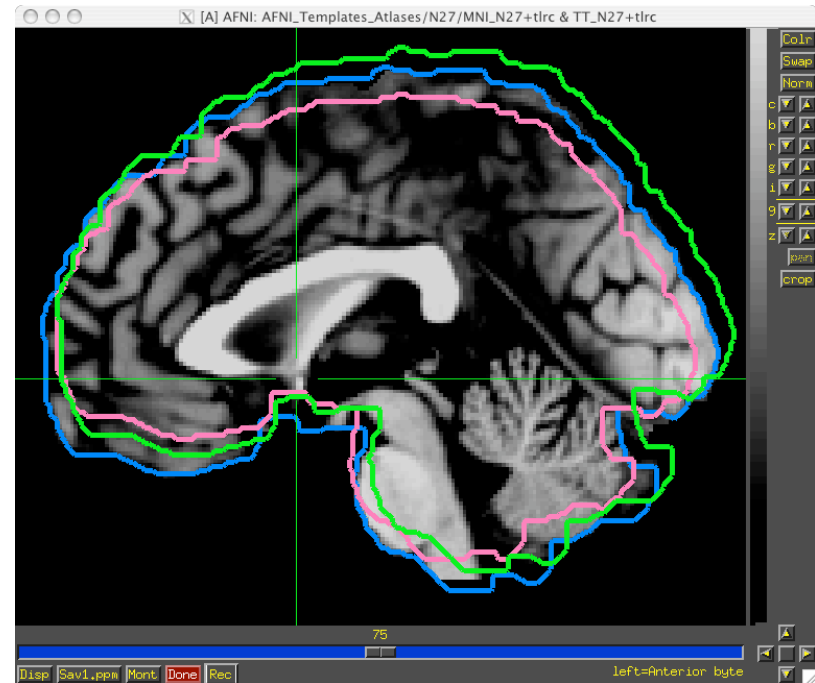 [A] AFNI: AFNI_Templates_Atlases/N27/MNI_N27+tlrc & TT_N27+tlrc
Colr
Swap
Norm
c
b
r
g
i
9
z
pan
crop
75
Disp Sav1.ppm Mont Done Rec left=Anterior byte